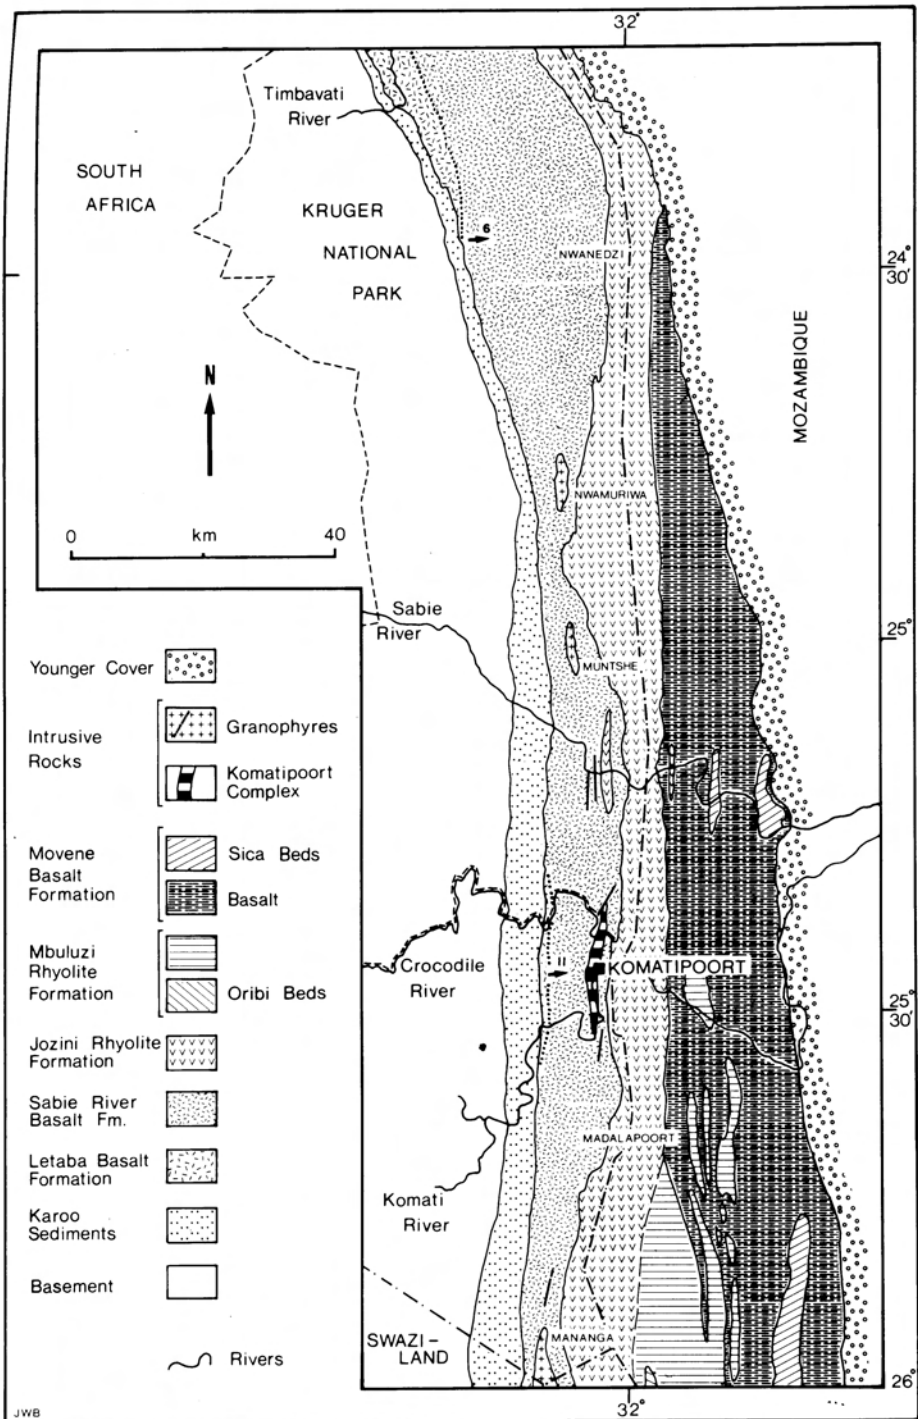 32°
Timbavati
River
SOUTH
AFRICA
KRUGER
NATIONAL
PARK
6
NWANEDZI
24°
30'
MOZAMBIQUE
N
0 km 40
NWAMURIWA
Sabie
River
25°
MUNTSHE
Younger Cover
Intrusive
Rocks
Granophyres
Komatipoort
Complex
Movene
Basalt
Formation
Sica Beds
Basalt
Mbuluzi
Rhyolite
Formation
Oribi Beds
Jozini Rhyolite
Formation
Sabie River
Basalt Fm.
Letaba Basalt
Formation
Karoo
Sediments
Basement
Rivers
Crocodile
River
11
KOMATIPOORT
30'
MADALAPOORT
Komati
River
SWAZI-
LAND
MANANGA
26°
32°
JWB